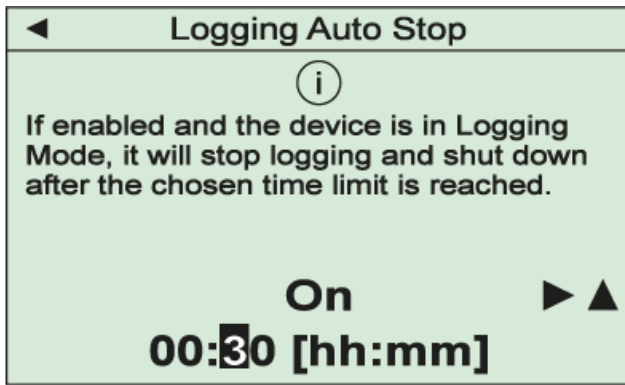 Logging Auto Stop
i
If enabled and the device is in Logging
Mode, it will stop logging and shut down
after the chosen time limit is reached.
On
00:30 [hh:mm]